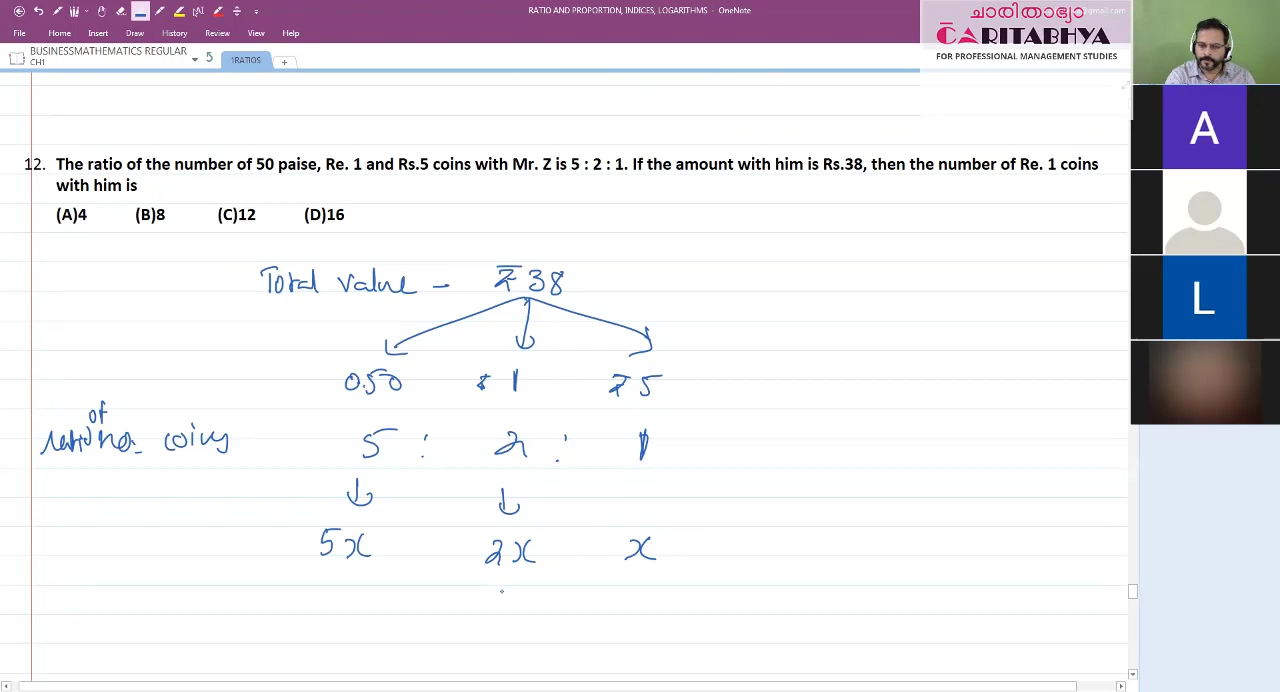 RATIO AND PROPORTION, INDICES, LOGARITHMS - OneNote
@gmail.com
ചാരിതാഭ്യാ
CARITABHYA
FOR PROFESSIONAL MANAGEMENT STUDIES
File Home Insert Draw History Review View Help
BUSINESSMATHEMATICS REGULAR
CH1
5
1RATIOS
12. The ratio of the number of 50 paise, Re. 1 and Rs.5 coins with Mr. Z is 5 : 2 : 1. If the amount with him is Rs.38, then the number of Re. 1 coins
with him is
(A)4 (B)8 (C)12 (D)16
Total value - ₹38
0.50 ₹1 ₹5
ratio of no. coins 5 : 2 : 1
5x 2x x
A
L